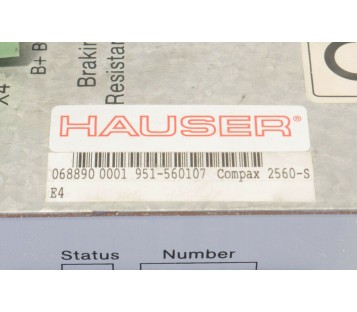 X4
B+ B
Braking
Resistance
HAUSER®
068890 0001 951-560107 Compax 2560-S
E4
Status Number